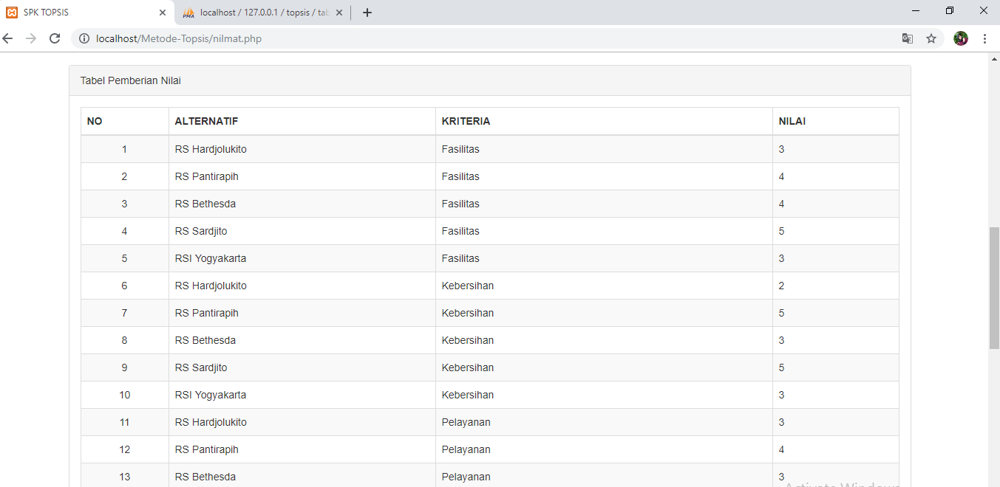 SPK TOPSIS
PMA localhost / 127.0.0.1 / topsis / tab
localhost/Metode-Topsis/nilmat.php
Tabel Pemberian Nilai
NO ALTERNATIF KRITERIA NILAI
1 RS Hardjolukito Fasilitas 3
2 RS Pantirapih Fasilitas 4
3 RS Bethesda Fasilitas 4
4 RS Sardjito Fasilitas 5
5 RSI Yogyakarta Fasilitas 3
6 RS Hardjolukito Kebersihan 2
7 RS Pantirapih Kebersihan 5
8 RS Bethesda Kebersihan 3
9 RS Sardjito Kebersihan 5
10 RSI Yogyakarta Kebersihan 3
11 RS Hardjolukito Pelayanan 3
12 RS Pantirapih Pelayanan 4
13 RS Bethesda Pelayanan 3
Activate Windows